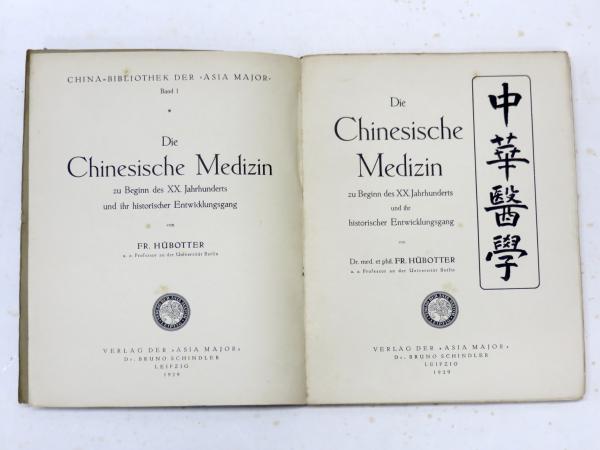 CHINA-BIBLIOTHEK DER »ASIA MAJOR«
Band 1
*
Die
Chinesische Medizin
zu Beginn des XX. Jahrhunderts
und ihr historischer Entwicklungsgang
von
FR. HÜBOTTER
a. o. Professor an der Universität Berlin
VERLAG DER »ASIA MAJOR«
Dr. BRUNO SCHINDLER
LEIPZIG
1929
Die
Chinesische
Medizin
zu Beginn des XX. Jahrhunderts
und ihr
historischer Entwicklungsgang
von
Dr. med. et phil. FR. HÜBOTTER
a. o. Professor an der Universität Berlin
VERLAG DER »ASIA MAJOR«
Dr. BRUNO SCHINDLER
LEIPZIG
1929
中華醫學